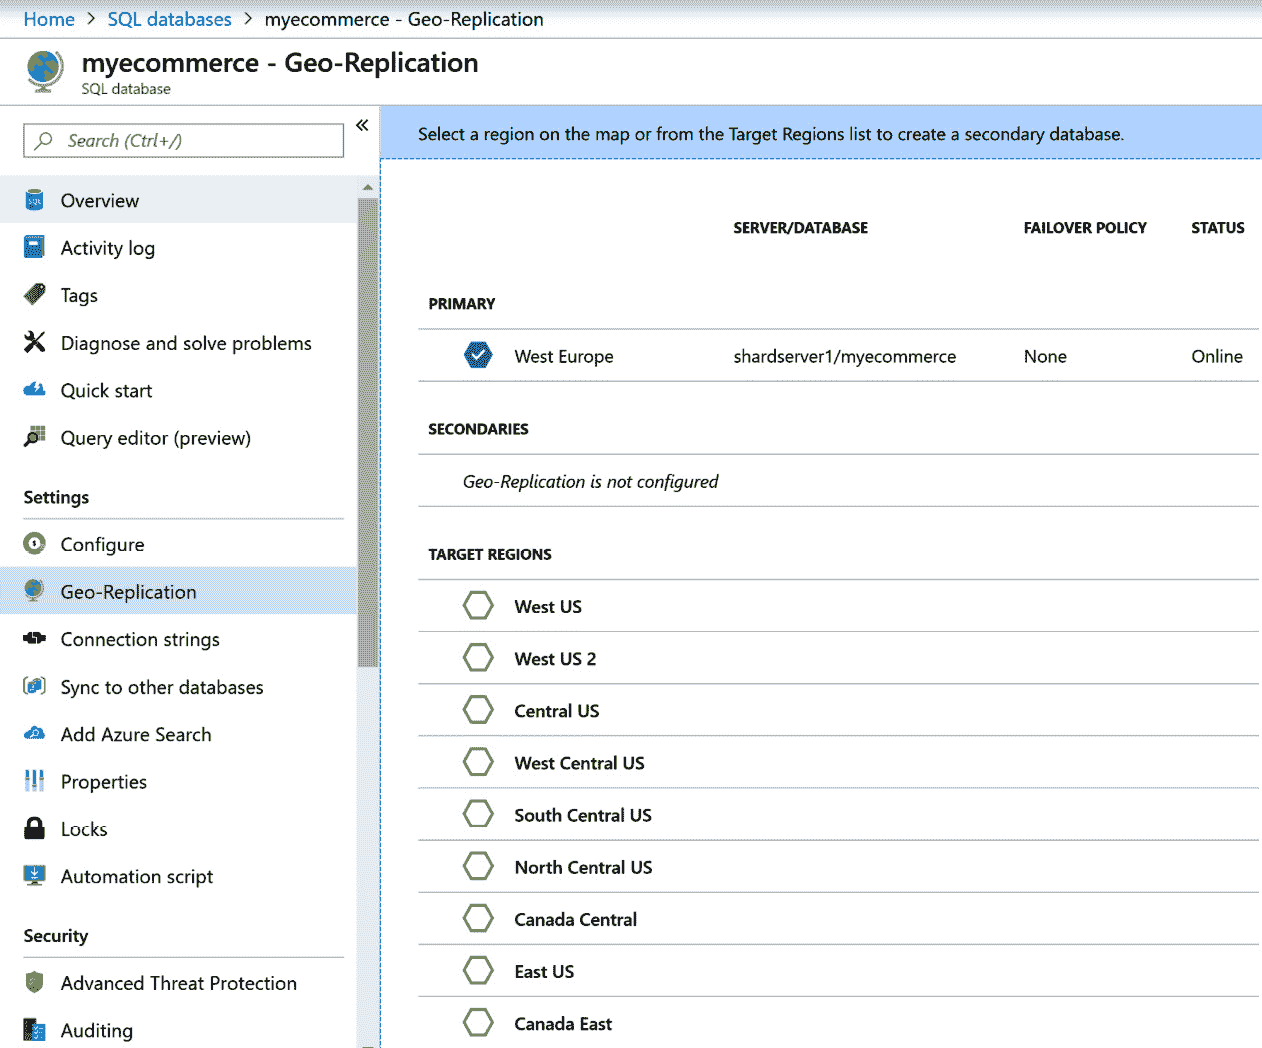 Home > SQL databases > myecommerce - Geo-Replication
myecommerce - Geo-Replication
SQL database
Search (Ctrl+/)
«
Overview
Activity log
Tags
Diagnose and solve problems
Quick start
Query editor (preview)
Settings
Configure
Geo-Replication
Connection strings
Sync to other databases
Add Azure Search
Properties
Locks
Automation script
Security
Advanced Threat Protection
Auditing
Select a region on the map or from the Target Regions list to create a secondary database.
SERVER/DATABASE FAILOVER POLICY STATUS
PRIMARY
West Europe shardserver1/myecommerce None Online
SECONDARIES
Geo-Replication is not configured
TARGET REGIONS
West US
West US 2
Central US
West Central US
South Central US
North Central US
Canada Central
East US
Canada East